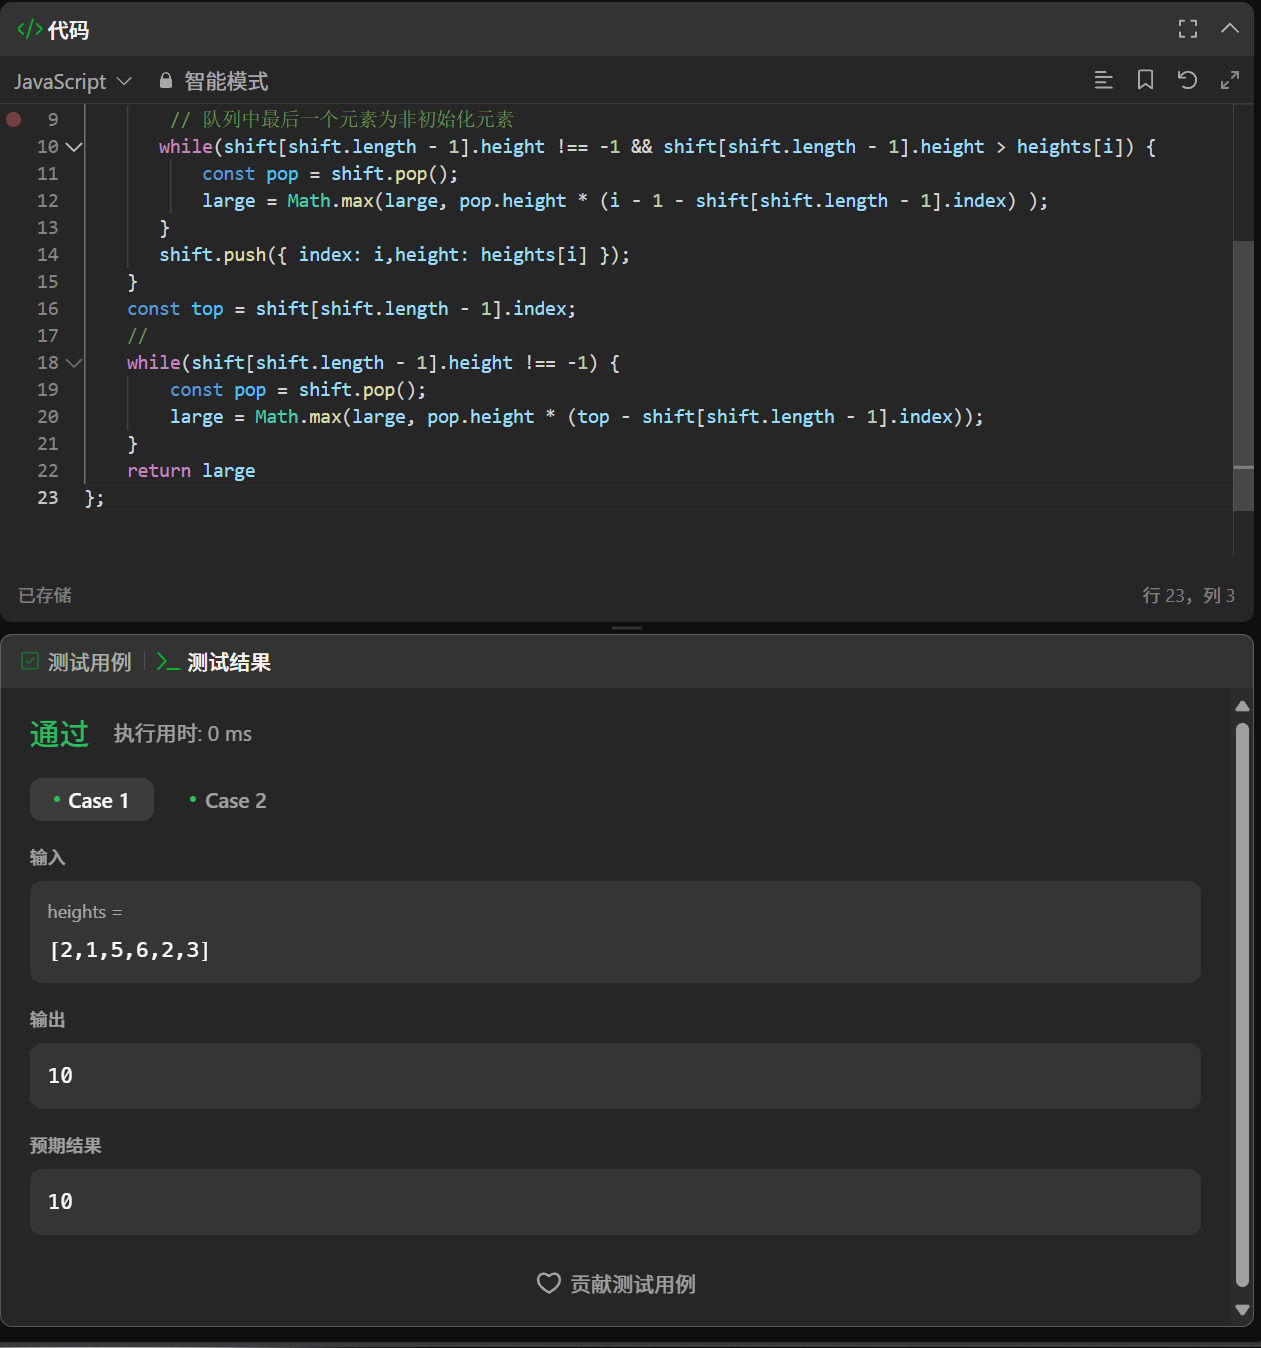 </> 代码
JavaScript 智能模式
9 // 队列中最后一个元素为非初始化元素
10 while(shift[shift.length - 1].height !== -1 && shift[shift.length - 1].height > heights[i]) {
11 const pop = shift.pop();
12 large = Math.max(large, pop.height * (i - 1 - shift[shift.length - 1].index) );
13 }
14 shift.push({ index: i,height: heights[i] });
15 }
16 const top = shift[shift.length - 1].index;
17 //
18 while(shift[shift.length - 1].height !== -1) {
19 const pop = shift.pop();
20 large = Math.max(large, pop.height * (top - shift[shift.length - 1].index));
21 }
22 return large
23 };
已存储 行 23，列 3
测试用例 >_ 测试结果
通过 执行用时: 0 ms
Case 1 Case 2
输入
heights =
[2,1,5,6,2,3]
输出
10
预期结果
10
贡献测试用例